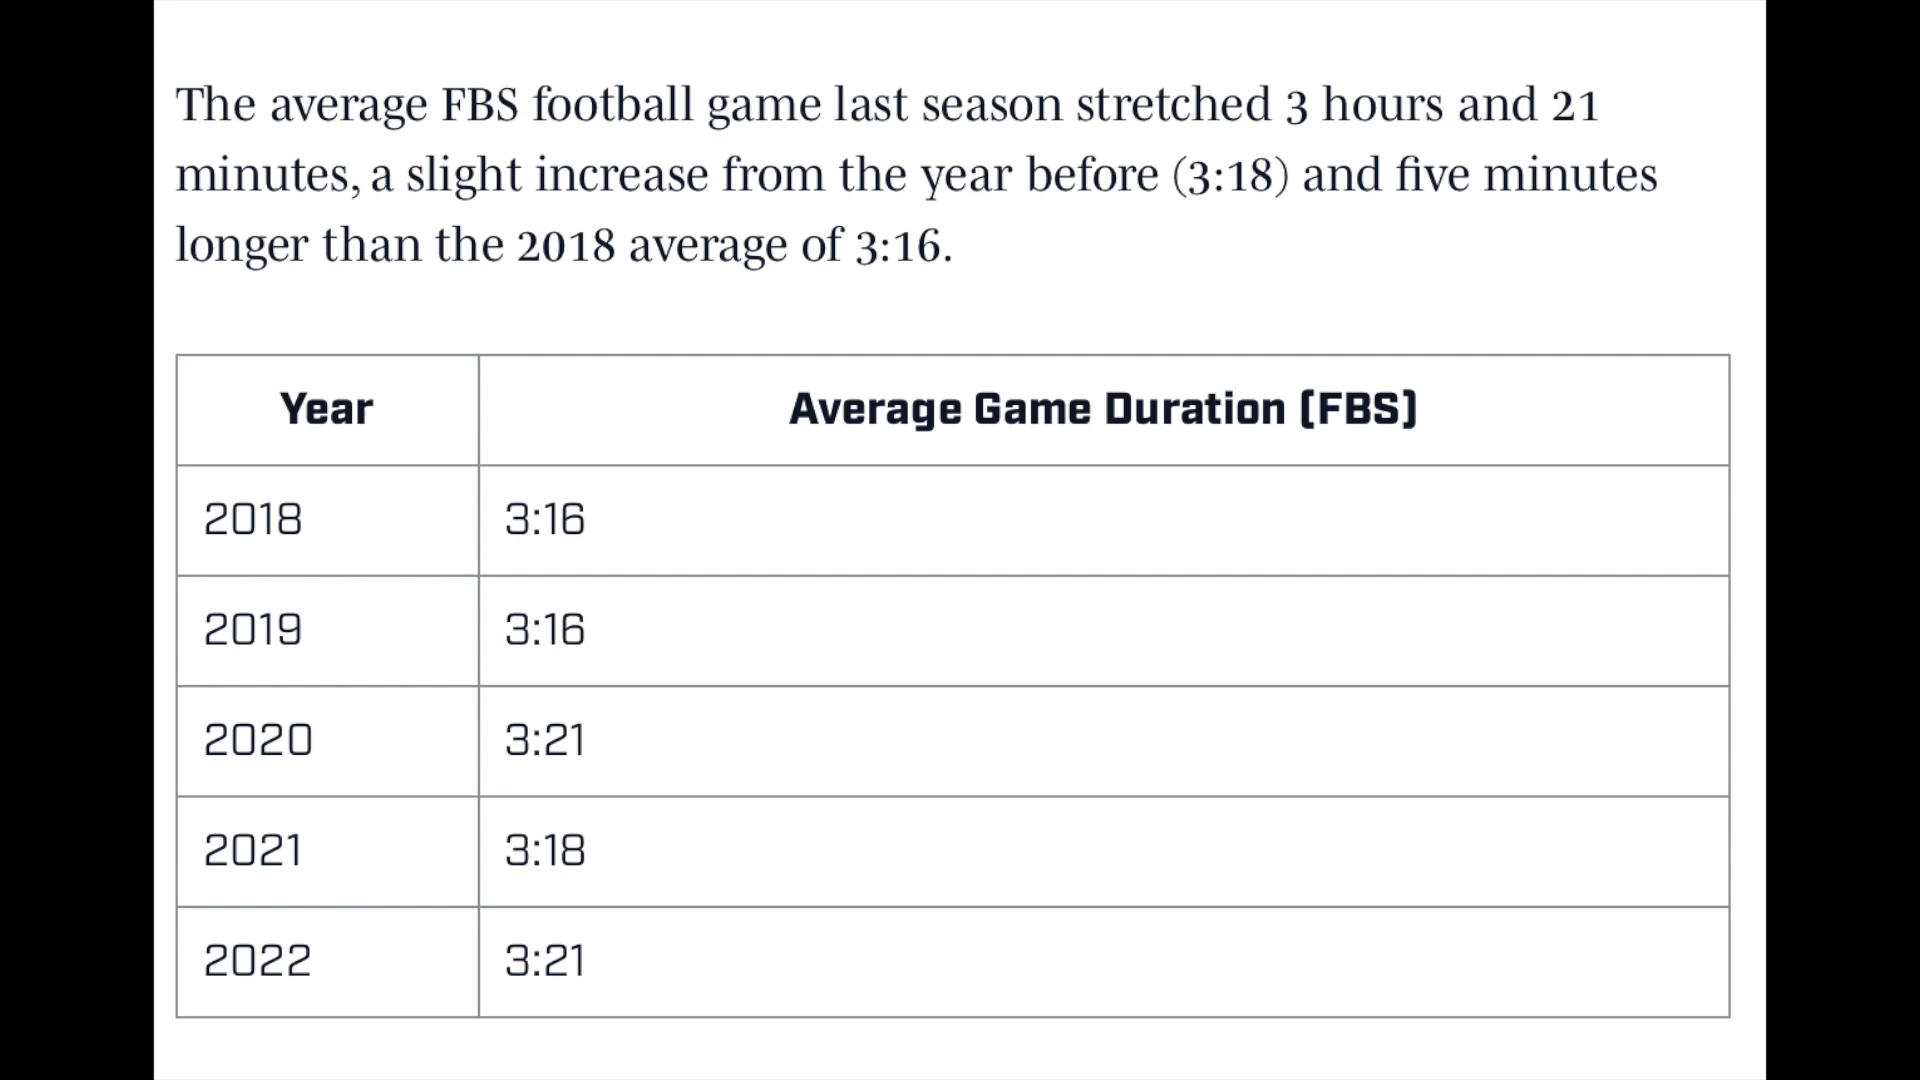 The average FBS football game last season stretched 3 hours and 21
minutes, a slight increase from the year before (3:18) and five minutes
longer than the 2018 average of 3:16.
Year Average Game Duration (FBS)
2018 3:16
2019 3:16
2020 3:21
2021 3:18
2022 3:21